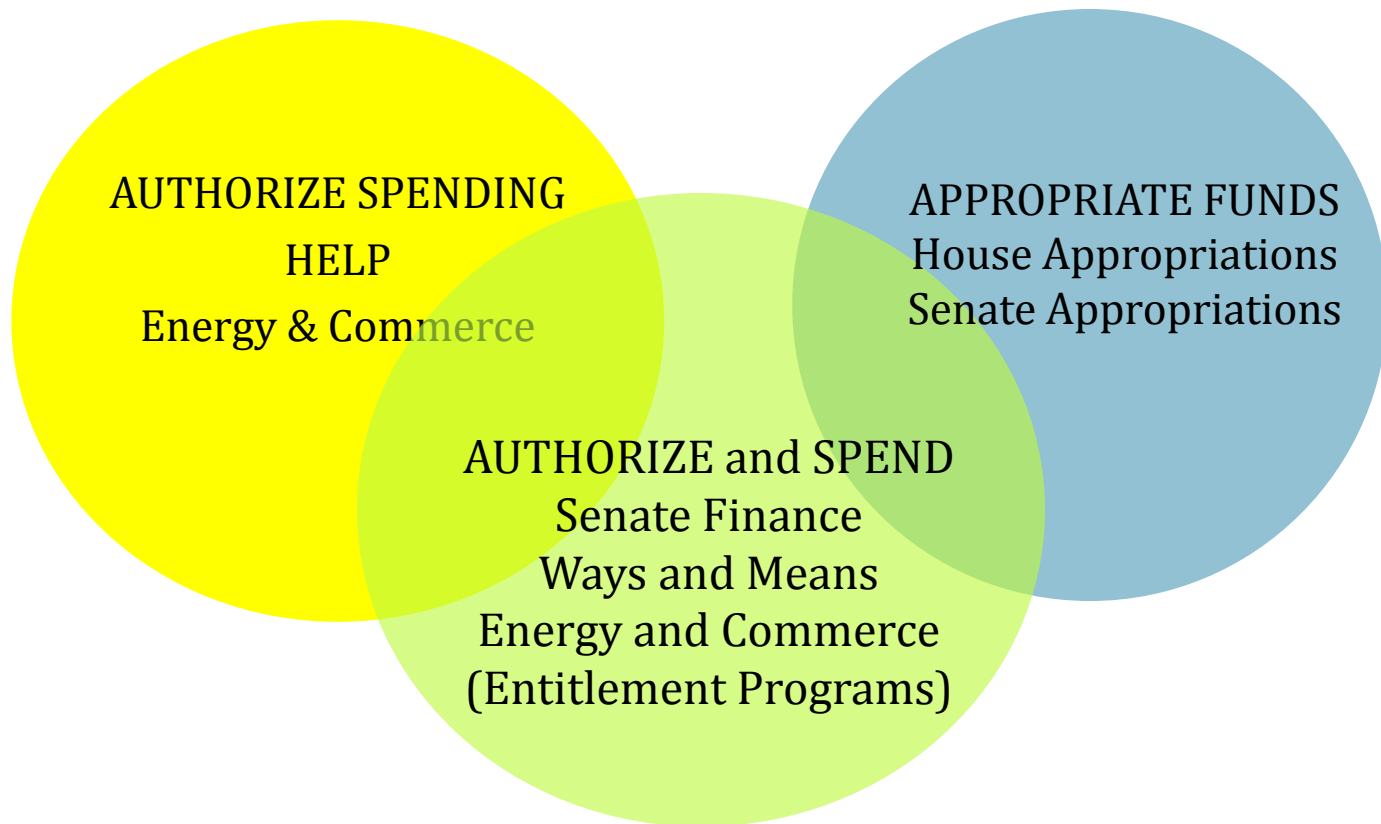 AUTHORIZE SPENDING
HELP
Energy & Commerce
APPROPRIATE FUNDS
House Appropriations
Senate Appropriations
AUTHORIZE and SPEND
Senate Finance
Ways and Means
Energy and Commerce
(Entitlement Programs)